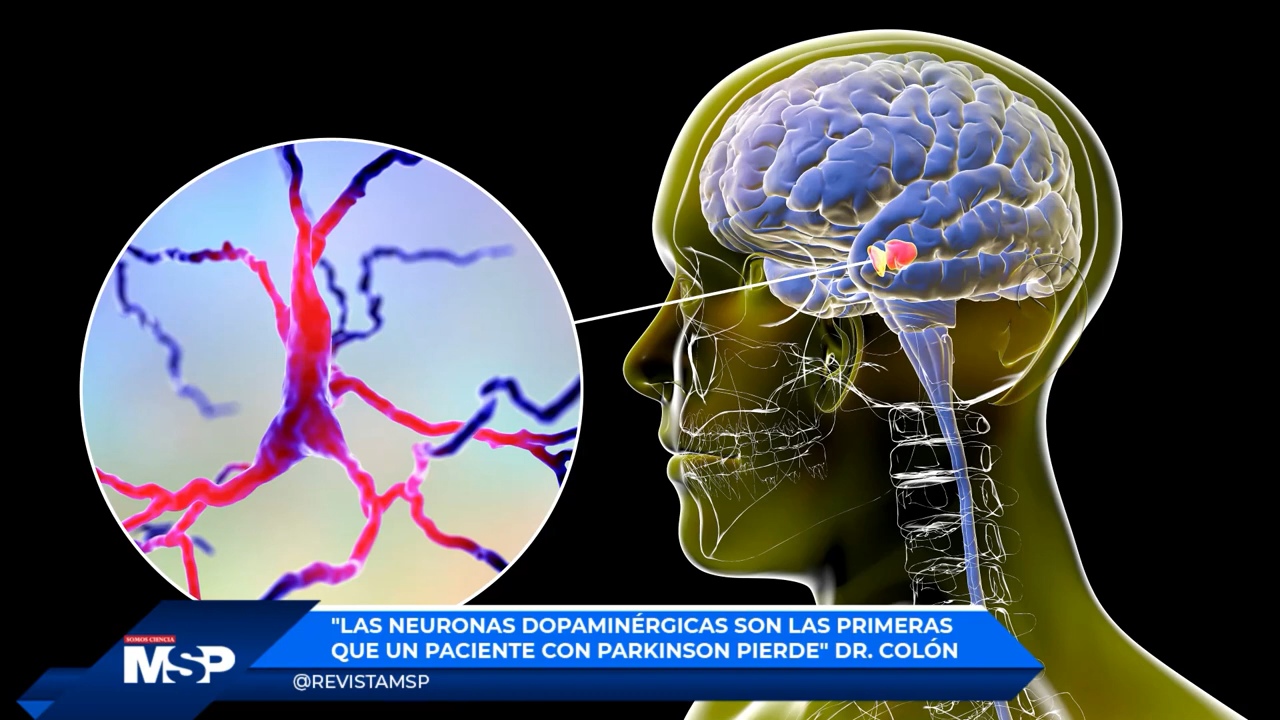 "LAS NEURONAS DOPAMINÉRGICAS SON LAS PRIMERAS
QUE UN PACIENTE CON PARKINSON PIERDE" DR. COLÓN
SOMOS CIENCIA
MSP
@REVISTAMSP